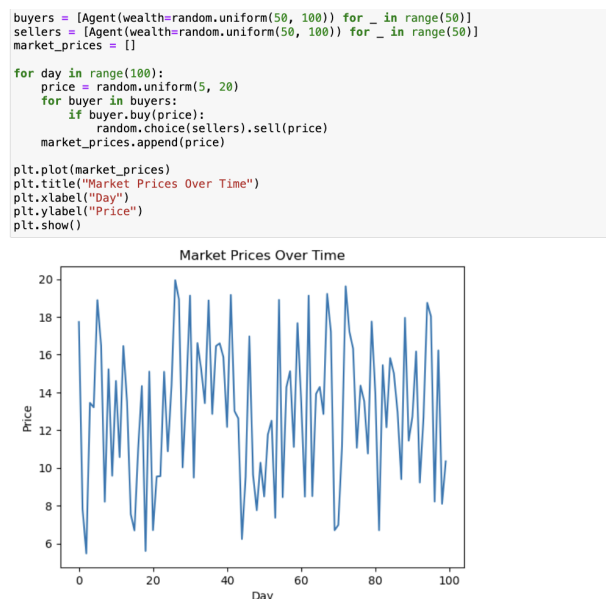 buyers = [Agent(wealth=random.uniform(50, 100)) for _ in range(50)]
sellers = [Agent(wealth=random.uniform(50, 100)) for _ in range(50)]
market_prices = []
for day in range(100):
    price = random.uniform(5, 20)
    for buyer in buyers:
        if buyer.buy(price):
            random.choice(sellers).sell(price)
    market_prices.append(price)
plt.plot(market_prices)
plt.title("Market Prices Over Time")
plt.xlabel("Day")
plt.ylabel("Price")
plt.show()
Market Prices Over Time
20
18
16
14
12
10
8
6
Price
0 20 40 60 80 100
Day